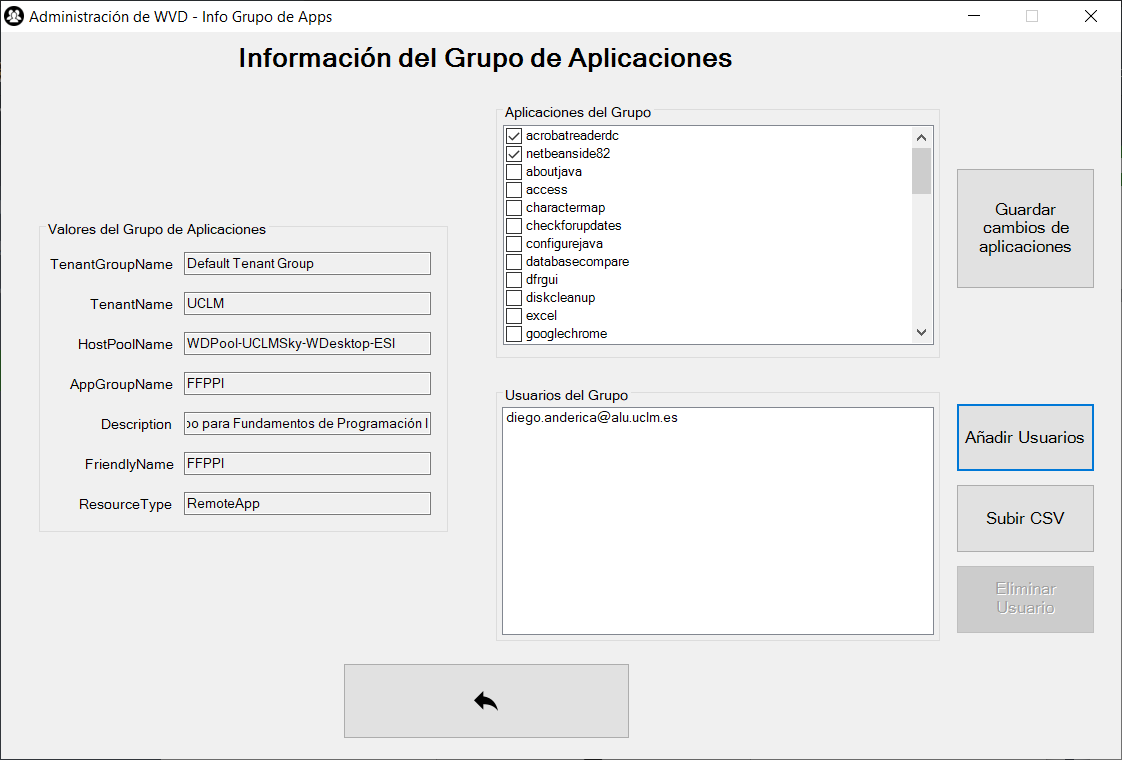 Administración de WVD - Info Grupo de Apps
Información del Grupo de Aplicaciones
Valores del Grupo de Aplicaciones
TenantGroupName Default Tenant Group
TenantName UCLM
HostPoolName WDPool-UCLMSky-WDesktop-ESI
AppGroupName FFPPI
Description para Fundamentos de Programación I
FriendlyName FFPPI
ResourceType RemoteApp
Aplicaciones del Grupo
acrobatreaderdc
netbeanside82
aboutjava
access
charactermap
checkforupdates
configurejava
databasecompare
dfrgui
diskcleanup
excel
googlechrome
Guardar
cambios de
aplicaciones
Usuarios del Grupo
diego.anderica@alu.uclm.es
Añadir Usuarios
Subir CSV
Eliminar
Usuario